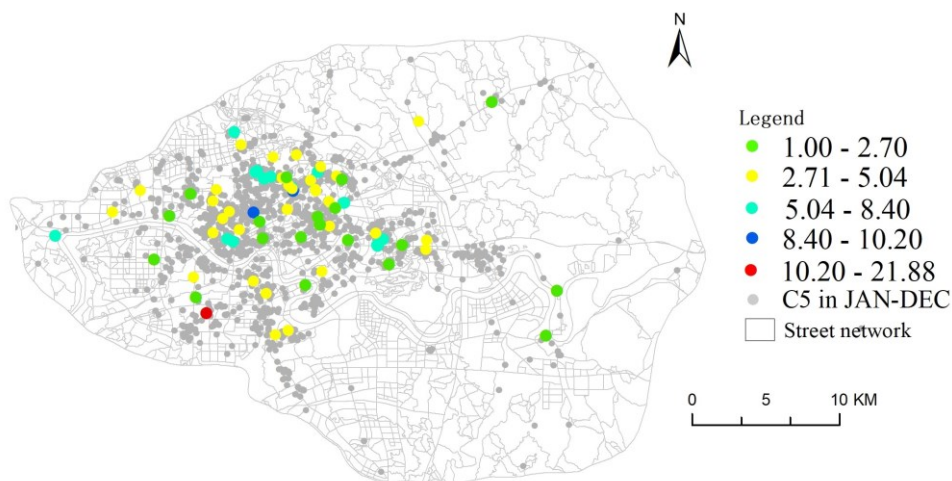 N
Legend
1.00 - 2.70
2.71 - 5.04
5.04 - 8.40
8.40 - 10.20
10.20 - 21.88
C5 in JAN-DEC
Street network
0 5 10 KM